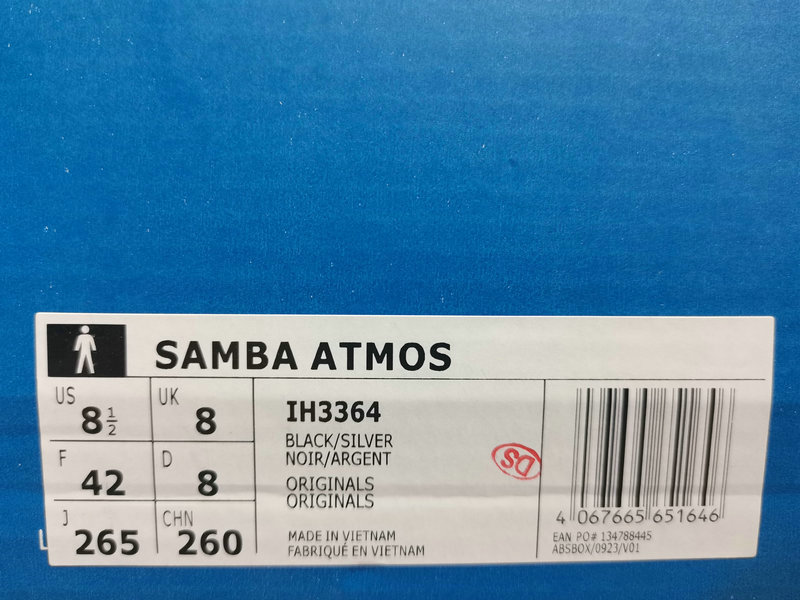 SAMBA ATMOS
US 8 1/2 UK 8
F 42 D 8
J 265 CHN 260
IH3364
BLACK/SILVER
NOIR/ARGENT
ORIGINALS
ORIGINALS
MADE IN VIETNAM
FABRIQUÉ EN VIETNAM
DS
4 067665 651646
EAN PO# 134788445
ABSBOX/0923/V01